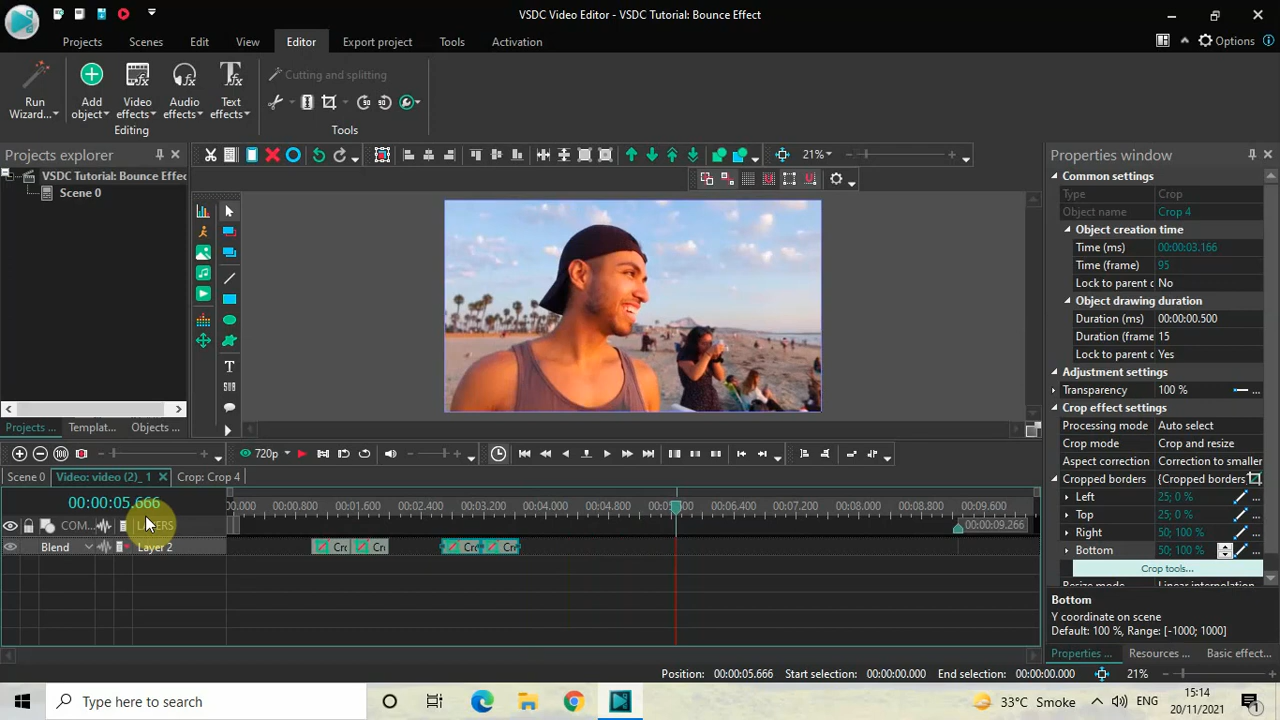 VSDC Video Editor - VSDC Tutorial: Bounce Effect
Projects Scenes Edit View Editor Export project Tools Activation Options
Run Wizard...
Add object
Video effects
Audio effects
Text effects
Cutting and splitting
Editing Tools
Projects explorer
21%
Properties window
VSDC Tutorial: Bounce Effec
Scene 0
Common settings
Type Crop
Object name Crop 4
Object creation time
Time (ms) 00:00:03.166
Time (frame) 95
Lock to parent c No
Object drawing duration
Duration (ms) 00:00:00.500
Duration (frame 15
Lock to parent c Yes
Adjustment settings
Transparency 100 %
Crop effect settings
Processing mode Auto select
Crop mode Crop and resize
Aspect correction Correction to smaller
Cropped borders {Cropped borders
Left 25; 0 %
Top 25; 0 %
Right 50; 100 %
Bottom 50; 100 %
Crop tools...
Resize mode Linear interpolation
Bottom
Y coordinate on scene
Default: 100 %, Range: [-1000; 1000]
Properties ... Resources ... Basic effect...
Projects ... Templat... Objects ...
720p
Scene 0 Video: video (2)_ 1 Crop: Crop 4
00:00:05.666
0.000 00:00.800 00:01.600 00:02.400 00:03.200 00:04.000 00:04.800 00:07.200 00:08.000 00:08.800 00:09.600
00:00:09.266
COM... LAYERS
Blend Layer 2
Position: 00:00:05.666 Start selection: 00:00:00.000 End selection: 00:00:00.000 21%
Type here to search
33°C Smoke
ENG
15:14
20/11/2021
1